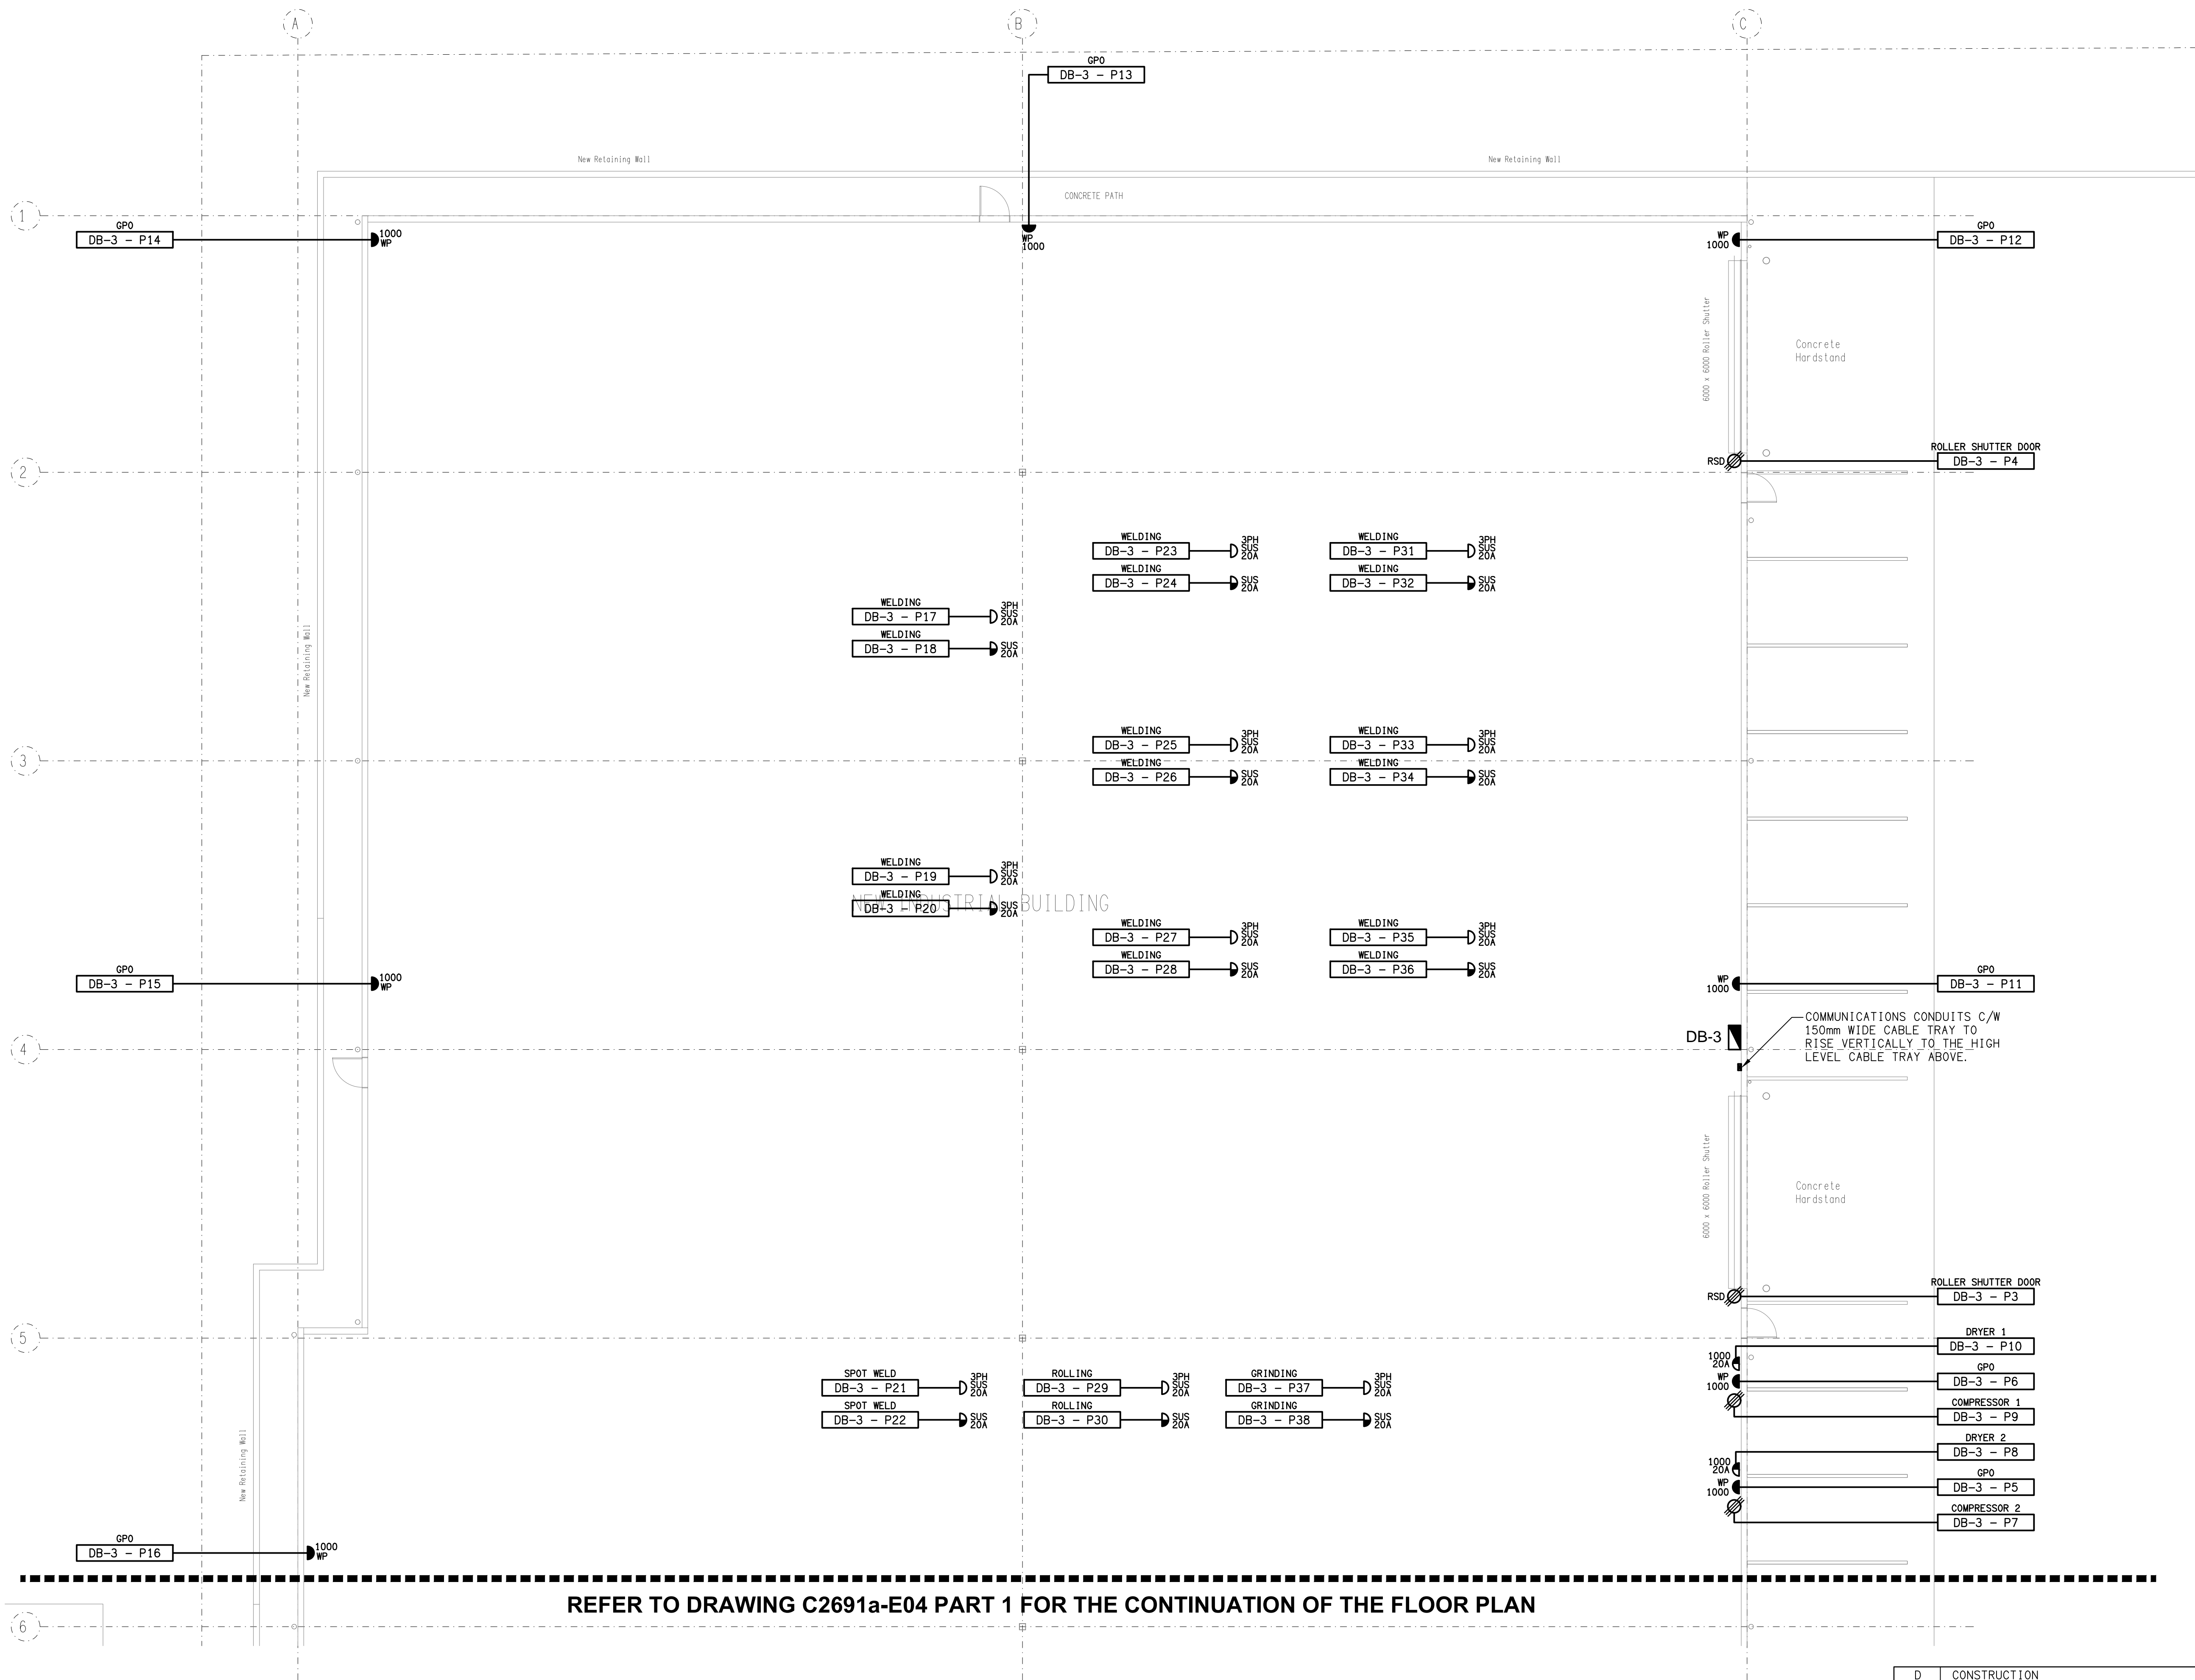 A
B
C
GPO
DB-3 - P13
New Retaining Wall
New Retaining Wall
CONCRETE PATH
1
GPO
DB-3 - P14
1000
WP
WP
1000
WP
1000
GPO
DB-3 - P12
6000 x 6000 Roller Shutter
Concrete
Hardstand
2
RSD
ROLLER SHUTTER DOOR
DB-3 - P4
WELDING
DB-3 - P23
3PH
SUS
20A
WELDING
DB-3 - P31
3PH
SUS
20A
WELDING
DB-3 - P24
SUS
20A
WELDING
DB-3 - P32
SUS
20A
WELDING
DB-3 - P17
3PH
SUS
20A
WELDING
DB-3 - P18
SUS
20A
New Retaining Wall
3
WELDING
DB-3 - P25
3PH
SUS
20A
WELDING
DB-3 - P33
3PH
SUS
20A
WELDING
DB-3 - P26
SUS
20A
WELDING
DB-3 - P34
SUS
20A
WELDING
DB-3 - P19
3PH
SUS
20A
WELDING
DB-3 - P20
SUS
20A
NEW INDUSTRIAL BUILDING
WELDING
DB-3 - P27
3PH
SUS
20A
WELDING
DB-3 - P35
3PH
SUS
20A
WELDING
DB-3 - P28
SUS
20A
WELDING
DB-3 - P36
SUS
20A
GPO
DB-3 - P15
1000
WP
WP
1000
GPO
DB-3 - P11
4
DB-3
COMMUNICATIONS CONDUITS C/W
150mm WIDE CABLE TRAY TO
RISE VERTICALLY TO THE HIGH
LEVEL CABLE TRAY ABOVE.
6000 x 6000 Roller Shutter
Concrete
Hardstand
RSD
ROLLER SHUTTER DOOR
DB-3 - P3
5
DRYER 1
DB-3 - P10
1000
20A
GPO
DB-3 - P6
WP
1000
COMPRESSOR 1
DB-3 - P9
SPOT WELD
DB-3 - P21
3PH
SUS
20A
ROLLING
DB-3 - P29
3PH
SUS
20A
GRINDING
DB-3 - P37
3PH
SUS
20A
SPOT WELD
DB-3 - P22
SUS
20A
ROLLING
DB-3 - P30
SUS
20A
GRINDING
DB-3 - P38
SUS
20A
New Retaining Wall
DRYER 2
DB-3 - P8
1000
20A
GPO
DB-3 - P5
WP
1000
COMPRESSOR 2
DB-3 - P7
GPO
DB-3 - P16
1000
WP
REFER TO DRAWING C2691a-E04 PART 1 FOR THE CONTINUATION OF THE FLOOR PLAN
6
D CONSTRUCTION